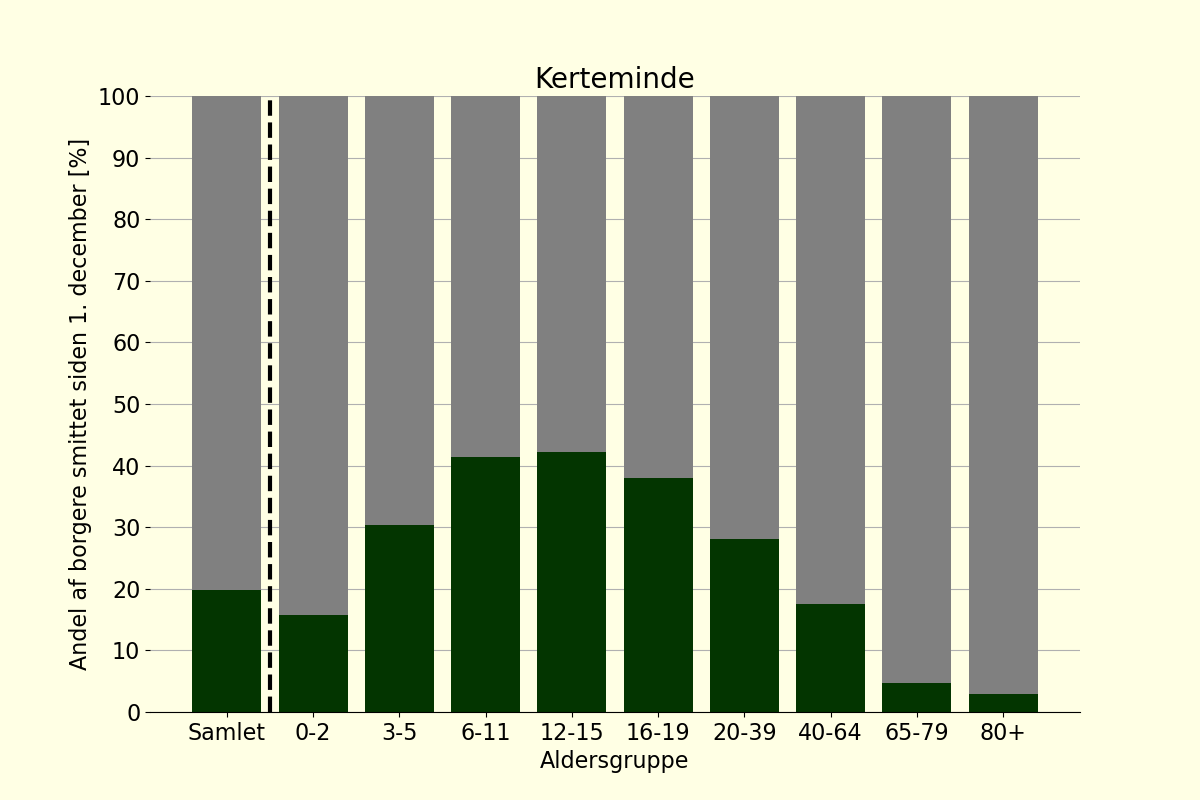 Kerteminde
Andel af borgere smittet siden 1. december [%]
100
90
80
70
60
50
40
30
20
10
0
Samlet 0-2 3-5 6-11 12-15 16-19 20-39 40-64 65-79 80+
Aldersgruppe